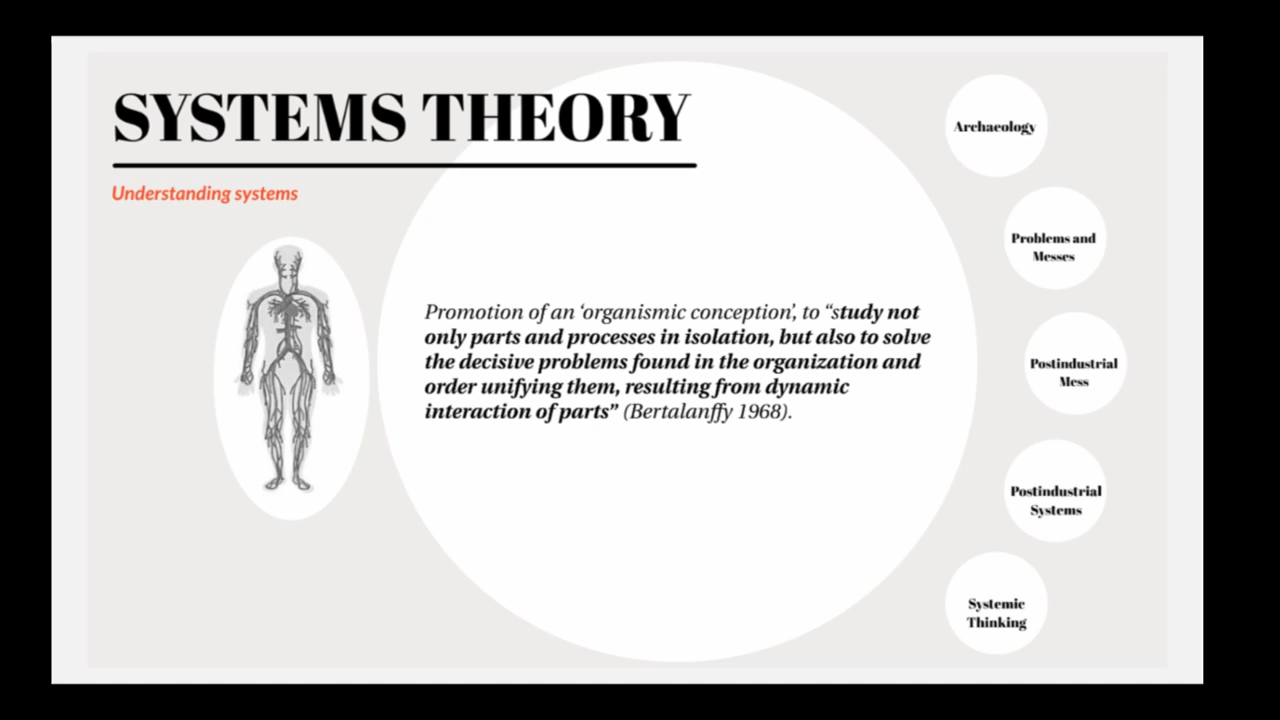 SYSTEMS THEORY
Understanding systems
Promotion of an ‘organismic conception’, to “study not
only parts and processes in isolation, but also to solve
the decisive problems found in the organization and
order unifying them, resulting from dynamic
interaction of parts” (Bertalanffy 1968).
Archaeology
Problems and
Messes
Postindustrial
Mess
Postindustrial
Systems
Systemic
Thinking